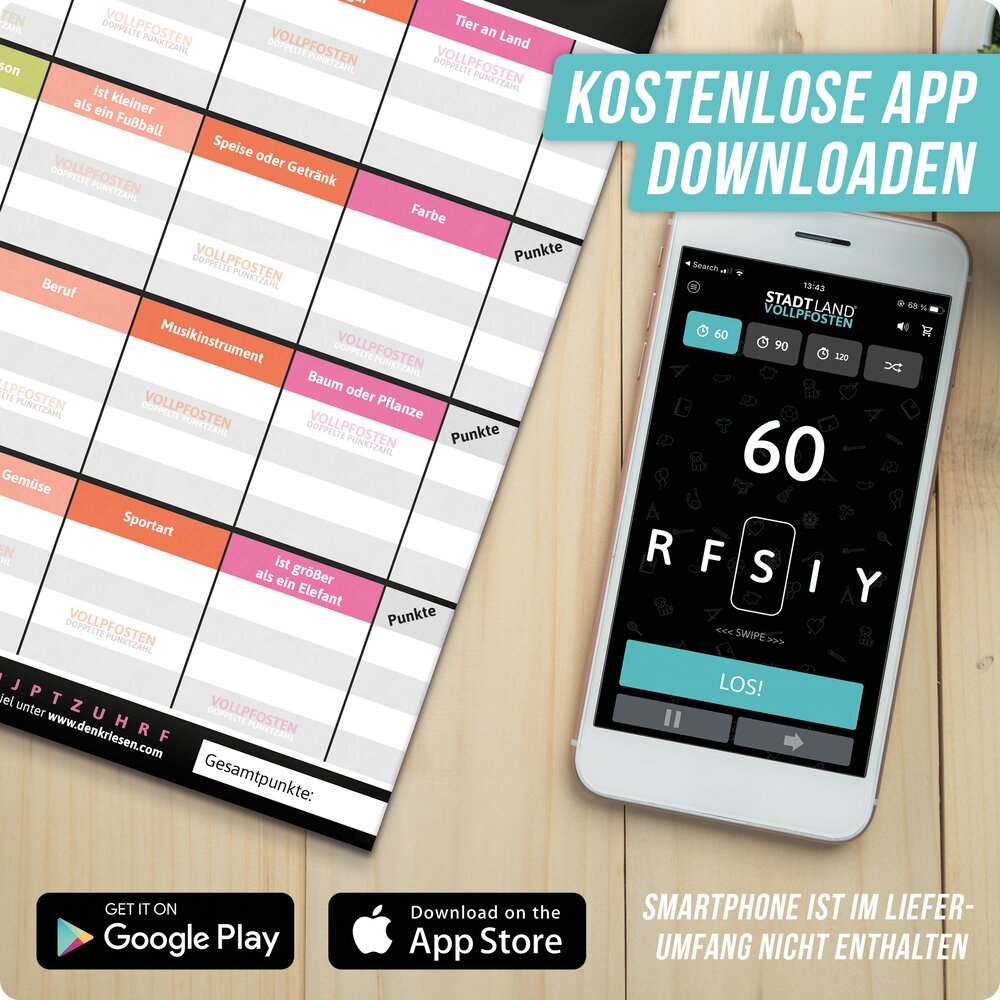 Tier an Land
VOLLPFOSTEN
DOPPELTE PUNKTZAHL
VOLLPFOSTEN
DOPPELTE PUNKTZAHL
VOLLPFOSTEN
DOPPELTE PUNKTZAHL
ist kleiner
als ein Fußball
VOLLPFOSTEN
DOPPELTE PUNKTZAHL
Speise oder Getränk
VOLLPFOSTEN
DOPPELTE PUNKTZAHL
Farbe
VOLLPFOSTEN
DOPPELTE PUNKTZAHL
Punkte
Beruf
Musikinstrument
VOLLPFOSTEN
DOPPELTE PUNKTZAHL
Baum oder Pflanze
VOLLPFOSTEN
DOPPELTE PUNKTZAHL
Punkte
Gemüse
Sportart
VOLLPFOSTEN
DOPPELTE PUNKTZAHL
ist größer
als ein Elefant
VOLLPFOSTEN
DOPPELTE PUNKTZAHL
Punkte
J P T Z U H R F
unter www.denkriesen.com
Gesamtpunkte:
KOSTENLOSE APP
DOWNLOADEN
Search 13:43 68 %
STADT LAND®
VOLLPFOSTEN
60 90 120
60
R F S I Y
<<< SWIPE >>>
LOS!
GET IT ON
Google Play
Download on the
App Store
SMARTPHONE IST IM LIEFER-
UMFANG NICHT ENTHALTEN